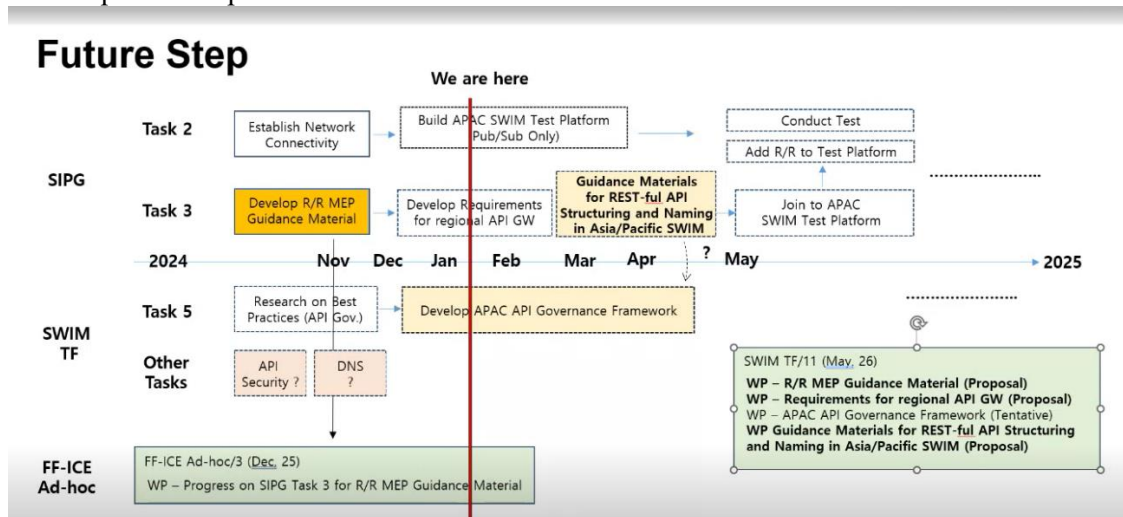 Future Step
We are here
Task 2
Establish Network
Connectivity
Build APAC SWIM Test Platform
(Pub/Sub Only)
Conduct Test
Add R/R to Test Platform
SIPG
Task 3
Develop R/R MEP
Guidance Material
Develop Requirements
for regional API GW
Guidance Materials
for REST-ful API
Structuring and Naming
in Asia/Pacific SWIM
Join to APAC
SWIM Test Platform
?
2024
Nov
Dec
Jan
Feb
Mar
Apr
May
2025
SWIM
TF
Task 5
Research on Best
Practices (API Gov.)
Develop APAC API Governance Framework
Other
Tasks
API
Security ?
DNS
?
SWIM TF/11 (May, 26)
WP – R/R MEP Guidance Material (Proposal)
WP – Requirements for regional API GW (Proposal)
WP – APAC API Governance Framework (Tentative)
WP Guidance Materials for REST-ful API Structuring
and Naming in Asia/Pacific SWIM (Proposal)
FF-ICE
Ad-hoc
FF-ICE Ad-hoc/3 (Dec, 25)
WP – Progress on SIPG Task 3 for R/R MEP Guidance Material